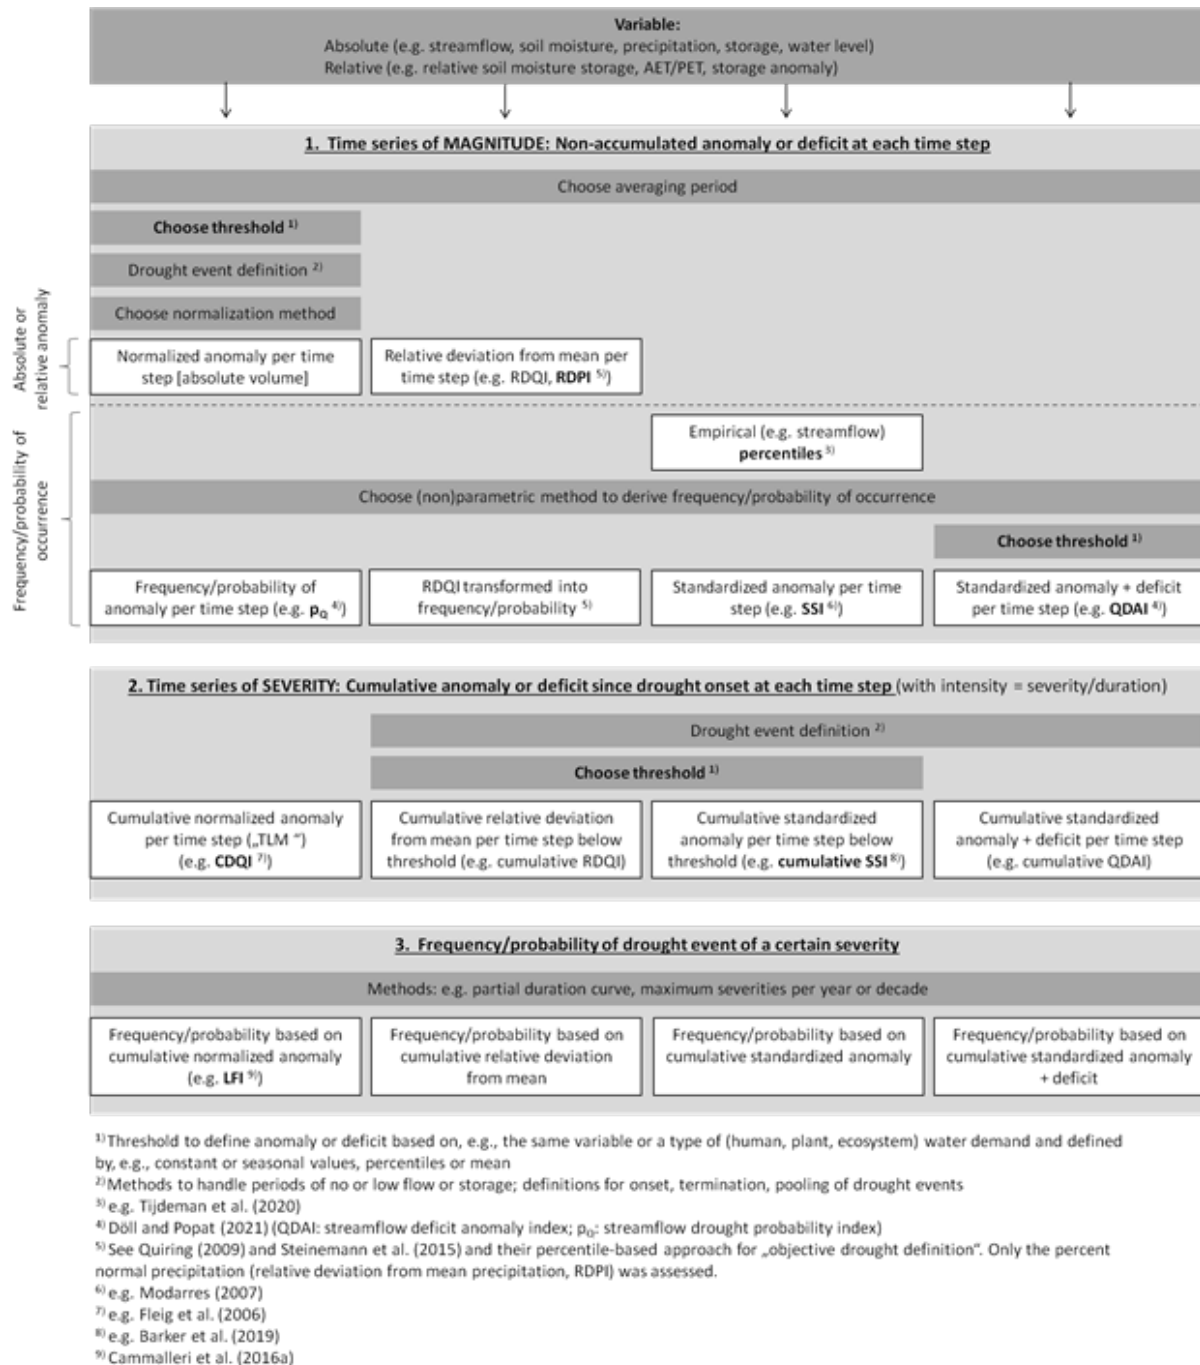 Variable:
Absolute (e.g. streamflow, soil moisture, precipitation, storage, water level)
Relative (e.g. relative soil moisture storage, AET/PET, storage anomaly)
1. Time series of MAGNITUDE: Non-accumulated anomaly or deficit at each time step
Choose averaging period
Choose threshold 1)
Drought event definition 2)
Choose normalization method
Absolute or
relative anomaly
Normalized anomaly per time
step [absolute volume]
Relative deviation from mean per
time step (e.g. RDQI, RDPI 5))
Frequency/probability of
occurrence
Empirical (e.g. streamflow)
percentiles 3)
Choose (non)parametric method to derive frequency/probability of occurrence
Choose threshold 1)
Frequency/probability of
anomaly per time step (e.g. pQ 4))
RDQI transformed into
frequency/probability 5)
Standardized anomaly per time
step (e.g. SSI 6))
Standardized anomaly + deficit
per time step (e.g. QDAI 4))
2. Time series of SEVERITY: Cumulative anomaly or deficit since drought onset at each time step (with intensity = severity/duration)
Drought event definition 2)
Choose threshold 1)
Cumulative normalized anomaly
per time step („TLM “)
(e.g. CDQI 7))
Cumulative relative deviation
from mean per time step below
threshold (e.g. cumulative RDQI)
Cumulative standardized
anomaly per time step below
threshold (e.g. cumulative SSI 8))
Cumulative standardized
anomaly + deficit per time step
(e.g. cumulative QDAI)
3. Frequency/probability of drought event of a certain severity
Methods: e.g. partial duration curve, maximum severities per year or decade
Frequency/probability based on
cumulative normalized anomaly
(e.g. LFI 9))
Frequency/probability based on
cumulative relative deviation
from mean
Frequency/probability based on
cumulative standardized anomaly
Frequency/probability based on
cumulative standardized anomaly
+ deficit
1) Threshold to define anomaly or deficit based on, e.g., the same variable or a type of (human, plant, ecosystem) water demand and defined
by, e.g., constant or seasonal values, percentiles or mean
2) Methods to handle periods of no or low flow or storage; definitions for onset, termination, pooling of drought events
3) e.g. Tijdeman et al. (2020)
4) Döll and Popat (2021) (QDAI: streamflow deficit anomaly index; pQ: streamflow drought probability index)
5) See Quiring (2009) and Steinemann et al. (2015) and their percentile-based approach for „objective drought definition“. Only the percent
normal precipitation (relative deviation from mean precipitation, RDPI) was assessed.
6) e.g. Modarres (2007)
7) e.g. Fleig et al. (2006)
8) e.g. Barker et al. (2019)
9) Cammalleri et al. (2016a)